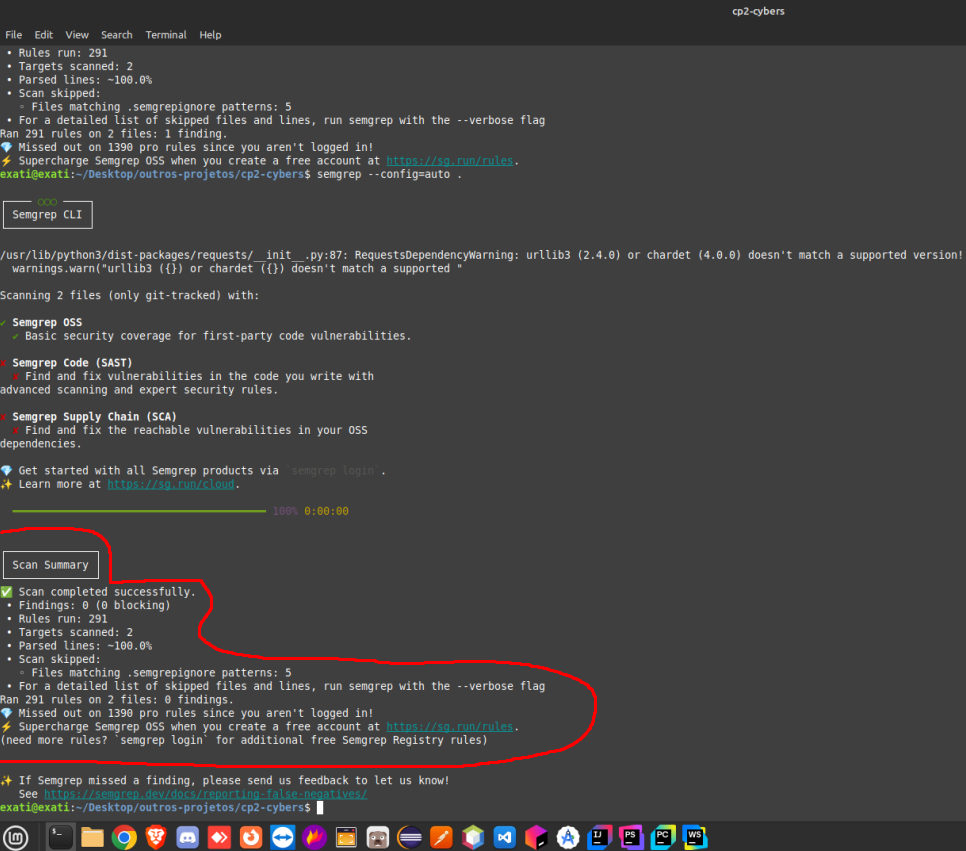 cp2-cybers
File Edit View Search Terminal Help
• Rules run: 291
• Targets scanned: 2
• Parsed lines: ~100.0%
• Scan skipped:
◦ Files matching .semgrepignore patterns: 5
• For a detailed list of skipped files and lines, run semgrep with the --verbose flag
Ran 291 rules on 2 files: 1 finding.
💎 Missed out on 1390 pro rules since you aren't logged in!
⚡ Supercharge Semgrep OSS when you create a free account at https://sg.run/rules.
exati@exati:~/Desktop/outros-projetos/cp2-cybers$ semgrep --config=auto .
○○○
Semgrep CLI
/usr/lib/python3/dist-packages/requests/__init__.py:87: RequestsDependencyWarning: urllib3 (2.4.0) or chardet (4.0.0) doesn't match a supported version!
warnings.warn("urllib3 ({}) or chardet ({}) doesn't match a supported "
Scanning 2 files (only git-tracked) with:
✔ Semgrep OSS
✔ Basic security coverage for first-party code vulnerabilities.
✘ Semgrep Code (SAST)
✘ Find and fix vulnerabilities in the code you write with
advanced scanning and expert security rules.
✘ Semgrep Supply Chain (SCA)
✘ Find and fix the reachable vulnerabilities in your OSS
dependencies.
💎 Get started with all Semgrep products via `semgrep login`.
✨ Learn more at https://sg.run/cloud.
100% 0:00:00
Scan Summary
✅ Scan completed successfully.
• Findings: 0 (0 blocking)
• Rules run: 291
• Targets scanned: 2
• Parsed lines: ~100.0%
• Scan skipped:
◦ Files matching .semgrepignore patterns: 5
• For a detailed list of skipped files and lines, run semgrep with the --verbose flag
Ran 291 rules on 2 files: 0 findings.
💎 Missed out on 1390 pro rules since you aren't logged in!
⚡ Supercharge Semgrep OSS when you create a free account at https://sg.run/rules.
(need more rules? `semgrep login` for additional free Semgrep Registry rules)
✨ If Semgrep missed a finding, please send us feedback to let us know!
See https://semgrep.dev/docs/reporting-false-negatives/
exati@exati:~/Desktop/outros-projetos/cp2-cybers$
$_ IJ PS PC WS